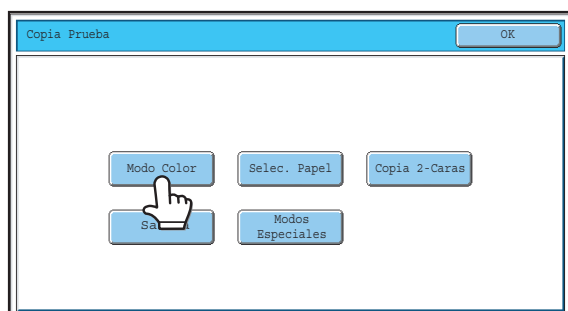 Copia Prueba
OK
Modo Color
Selec. Papel
Copia 2-Caras
Modos
Especiales